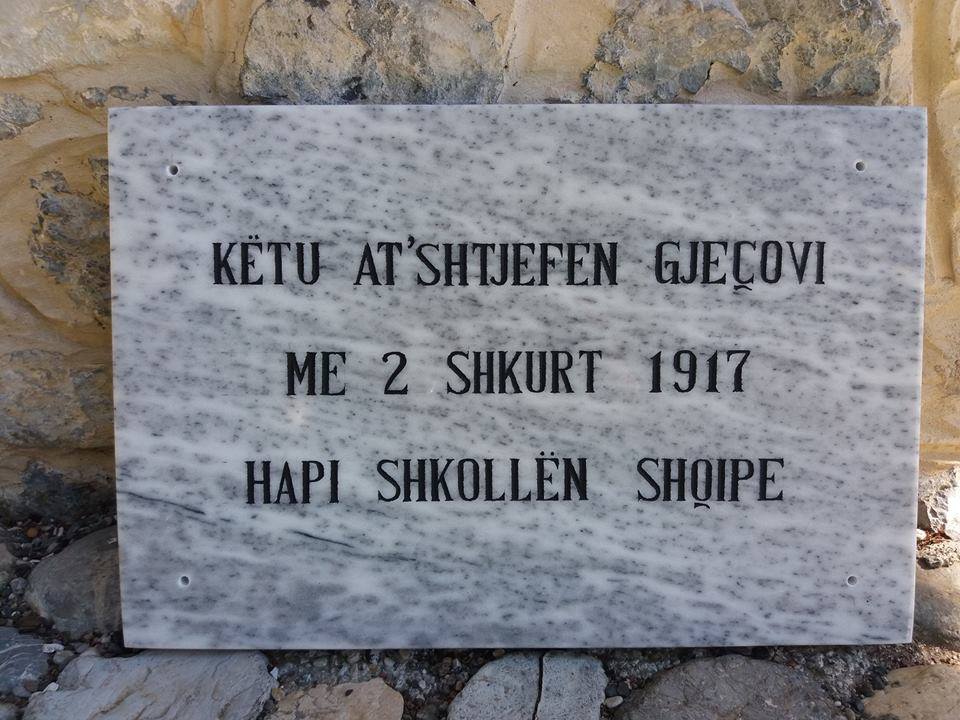 KËTU AT'SHTJEFEN GJEÇOVI
ME 2 SHKURT 1917
HAPI SHKOLLËN SHQIPE